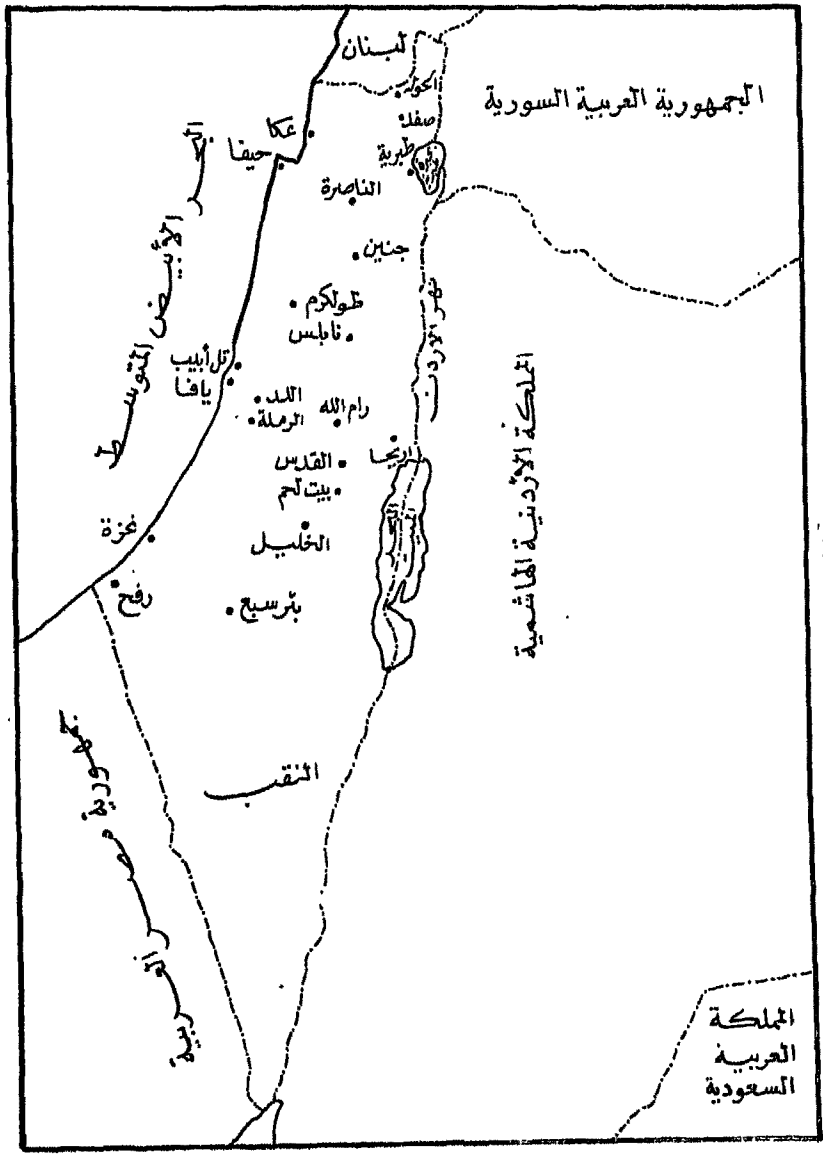 لبنان
الجمهورية العربية السورية
الحولة
صفد
عكا
حيفا
طبرية
الناصرة
البحر الأبيض المتوسط
جنين
طولكرم
نابلس
نهر الاردن
تل أبيب
يافا
اللد
الرملة
رام الله
المملكة الأردنية الهاشمية
اريحا
القدس
بيت لحم
الخليل
غزة
رفح
بئر سبع
النقب
جمهورية مصر العربية
المملكة
العربية
السعودية